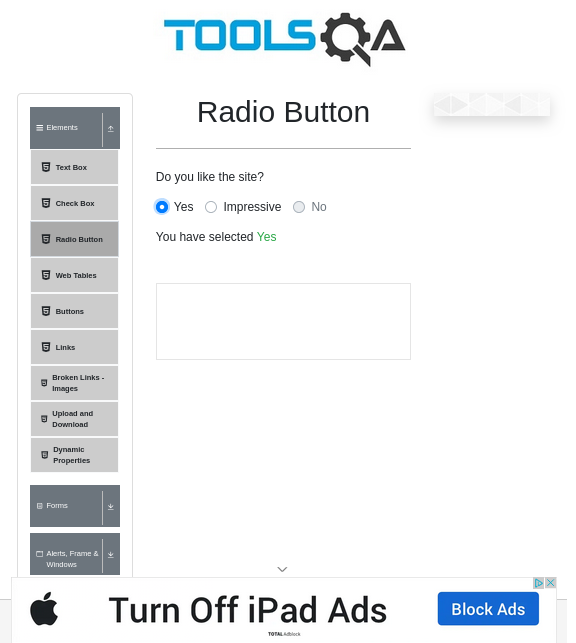 TOOLSQA
Radio Button
Elements
Text Box
Check Box
Radio Button
Web Tables
Buttons
Links
Broken Links -
Images
Upload and
Download
Dynamic
Properties
Forms
Alerts, Frame &
Windows
Do you like the site?
Yes
Impressive
No
You have selected Yes
Turn Off iPad Ads
Block Ads
TOTAL Adblock